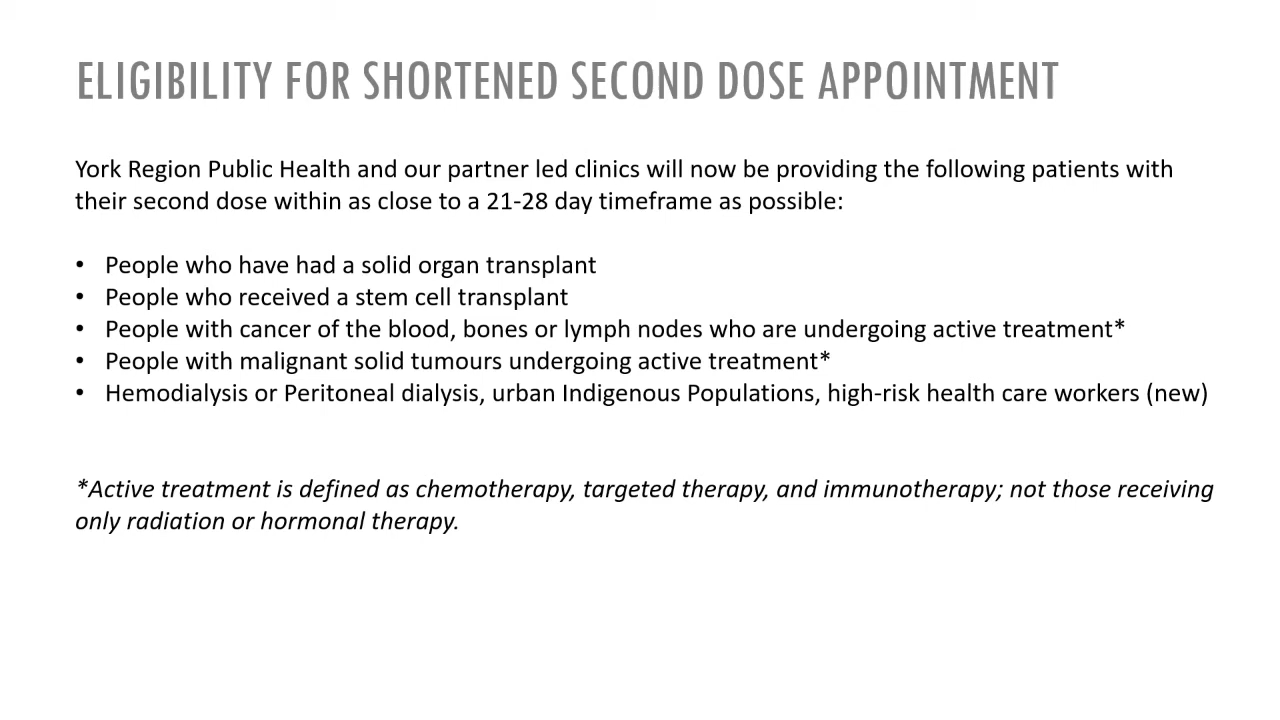 ELIGIBILITY FOR SHORTENED SECOND DOSE APPOINTMENT
York Region Public Health and our partner led clinics will now be providing the following patients with
their second dose within as close to a 21-28 day timeframe as possible:
• People who have had a solid organ transplant
• People who received a stem cell transplant
• People with cancer of the blood, bones or lymph nodes who are undergoing active treatment*
• People with malignant solid tumours undergoing active treatment*
• Hemodialysis or Peritoneal dialysis, urban Indigenous Populations, high-risk health care workers (new)
*Active treatment is defined as chemotherapy, targeted therapy, and immunotherapy; not those receiving
only radiation or hormonal therapy.